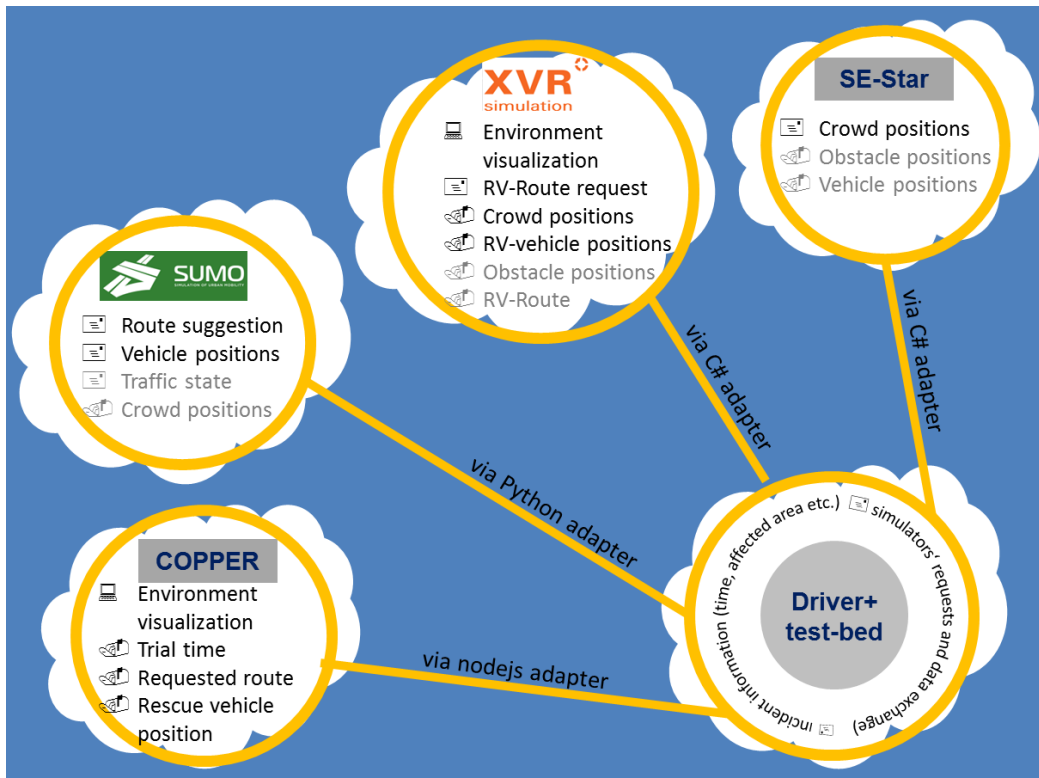 XVR
simulation
Environment
visualization
RV-Route request
Crowd positions
RV-vehicle positions
Obstacle positions
RV-Route
SE-Star
Crowd positions
Obstacle positions
Vehicle positions
SUMO
SIMULATION OF URBAN MOBILITY
Route suggestion
Vehicle positions
Traffic state
Crowd positions
COPPER
Environment
visualization
Trial time
Requested route
Rescue vehicle
position
via C# adapter
via C# adapter
via Python adapter
via nodejs adapter
incident information (time, affected area etc.)
simulators‘ requests and data exchange)
Driver+
test-bed